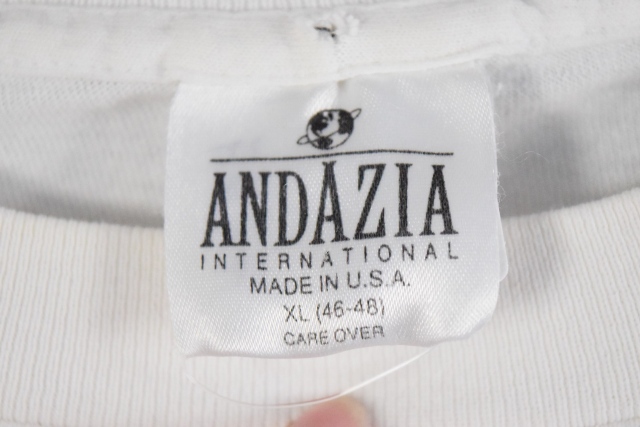 ANDAZIA
INTERNATIONAL
MADE IN U.S.A.
XL (46-48)
CARE OVER